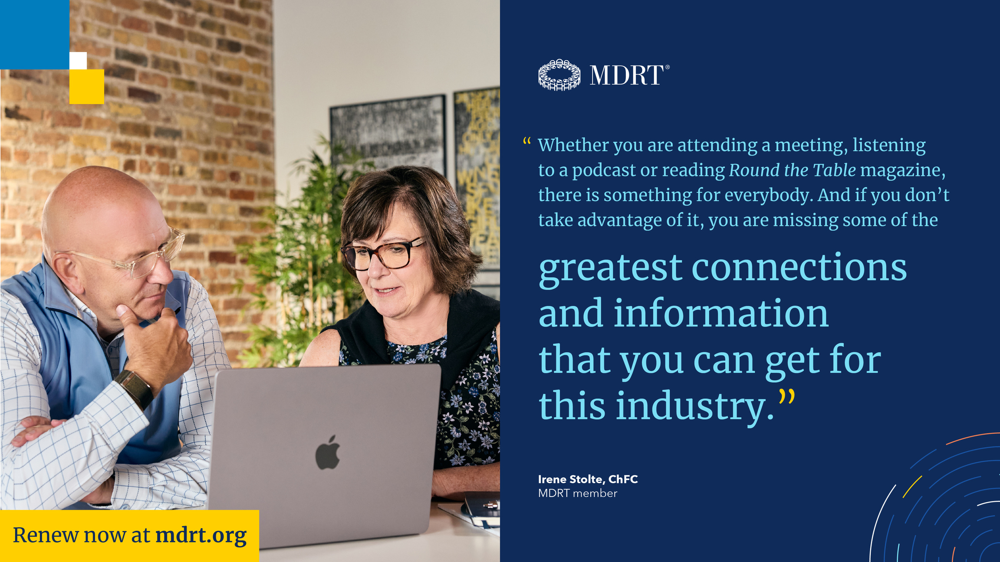 MDRT®
“Whether you are attending a meeting, listening
to a podcast or reading Round the Table magazine,
there is something for everybody. And if you don’t
take advantage of it, you are missing some of the
greatest connections
and information
that you can get for
this industry.”
Irene Stolte, ChFC
MDRT member
Renew now at mdrt.org